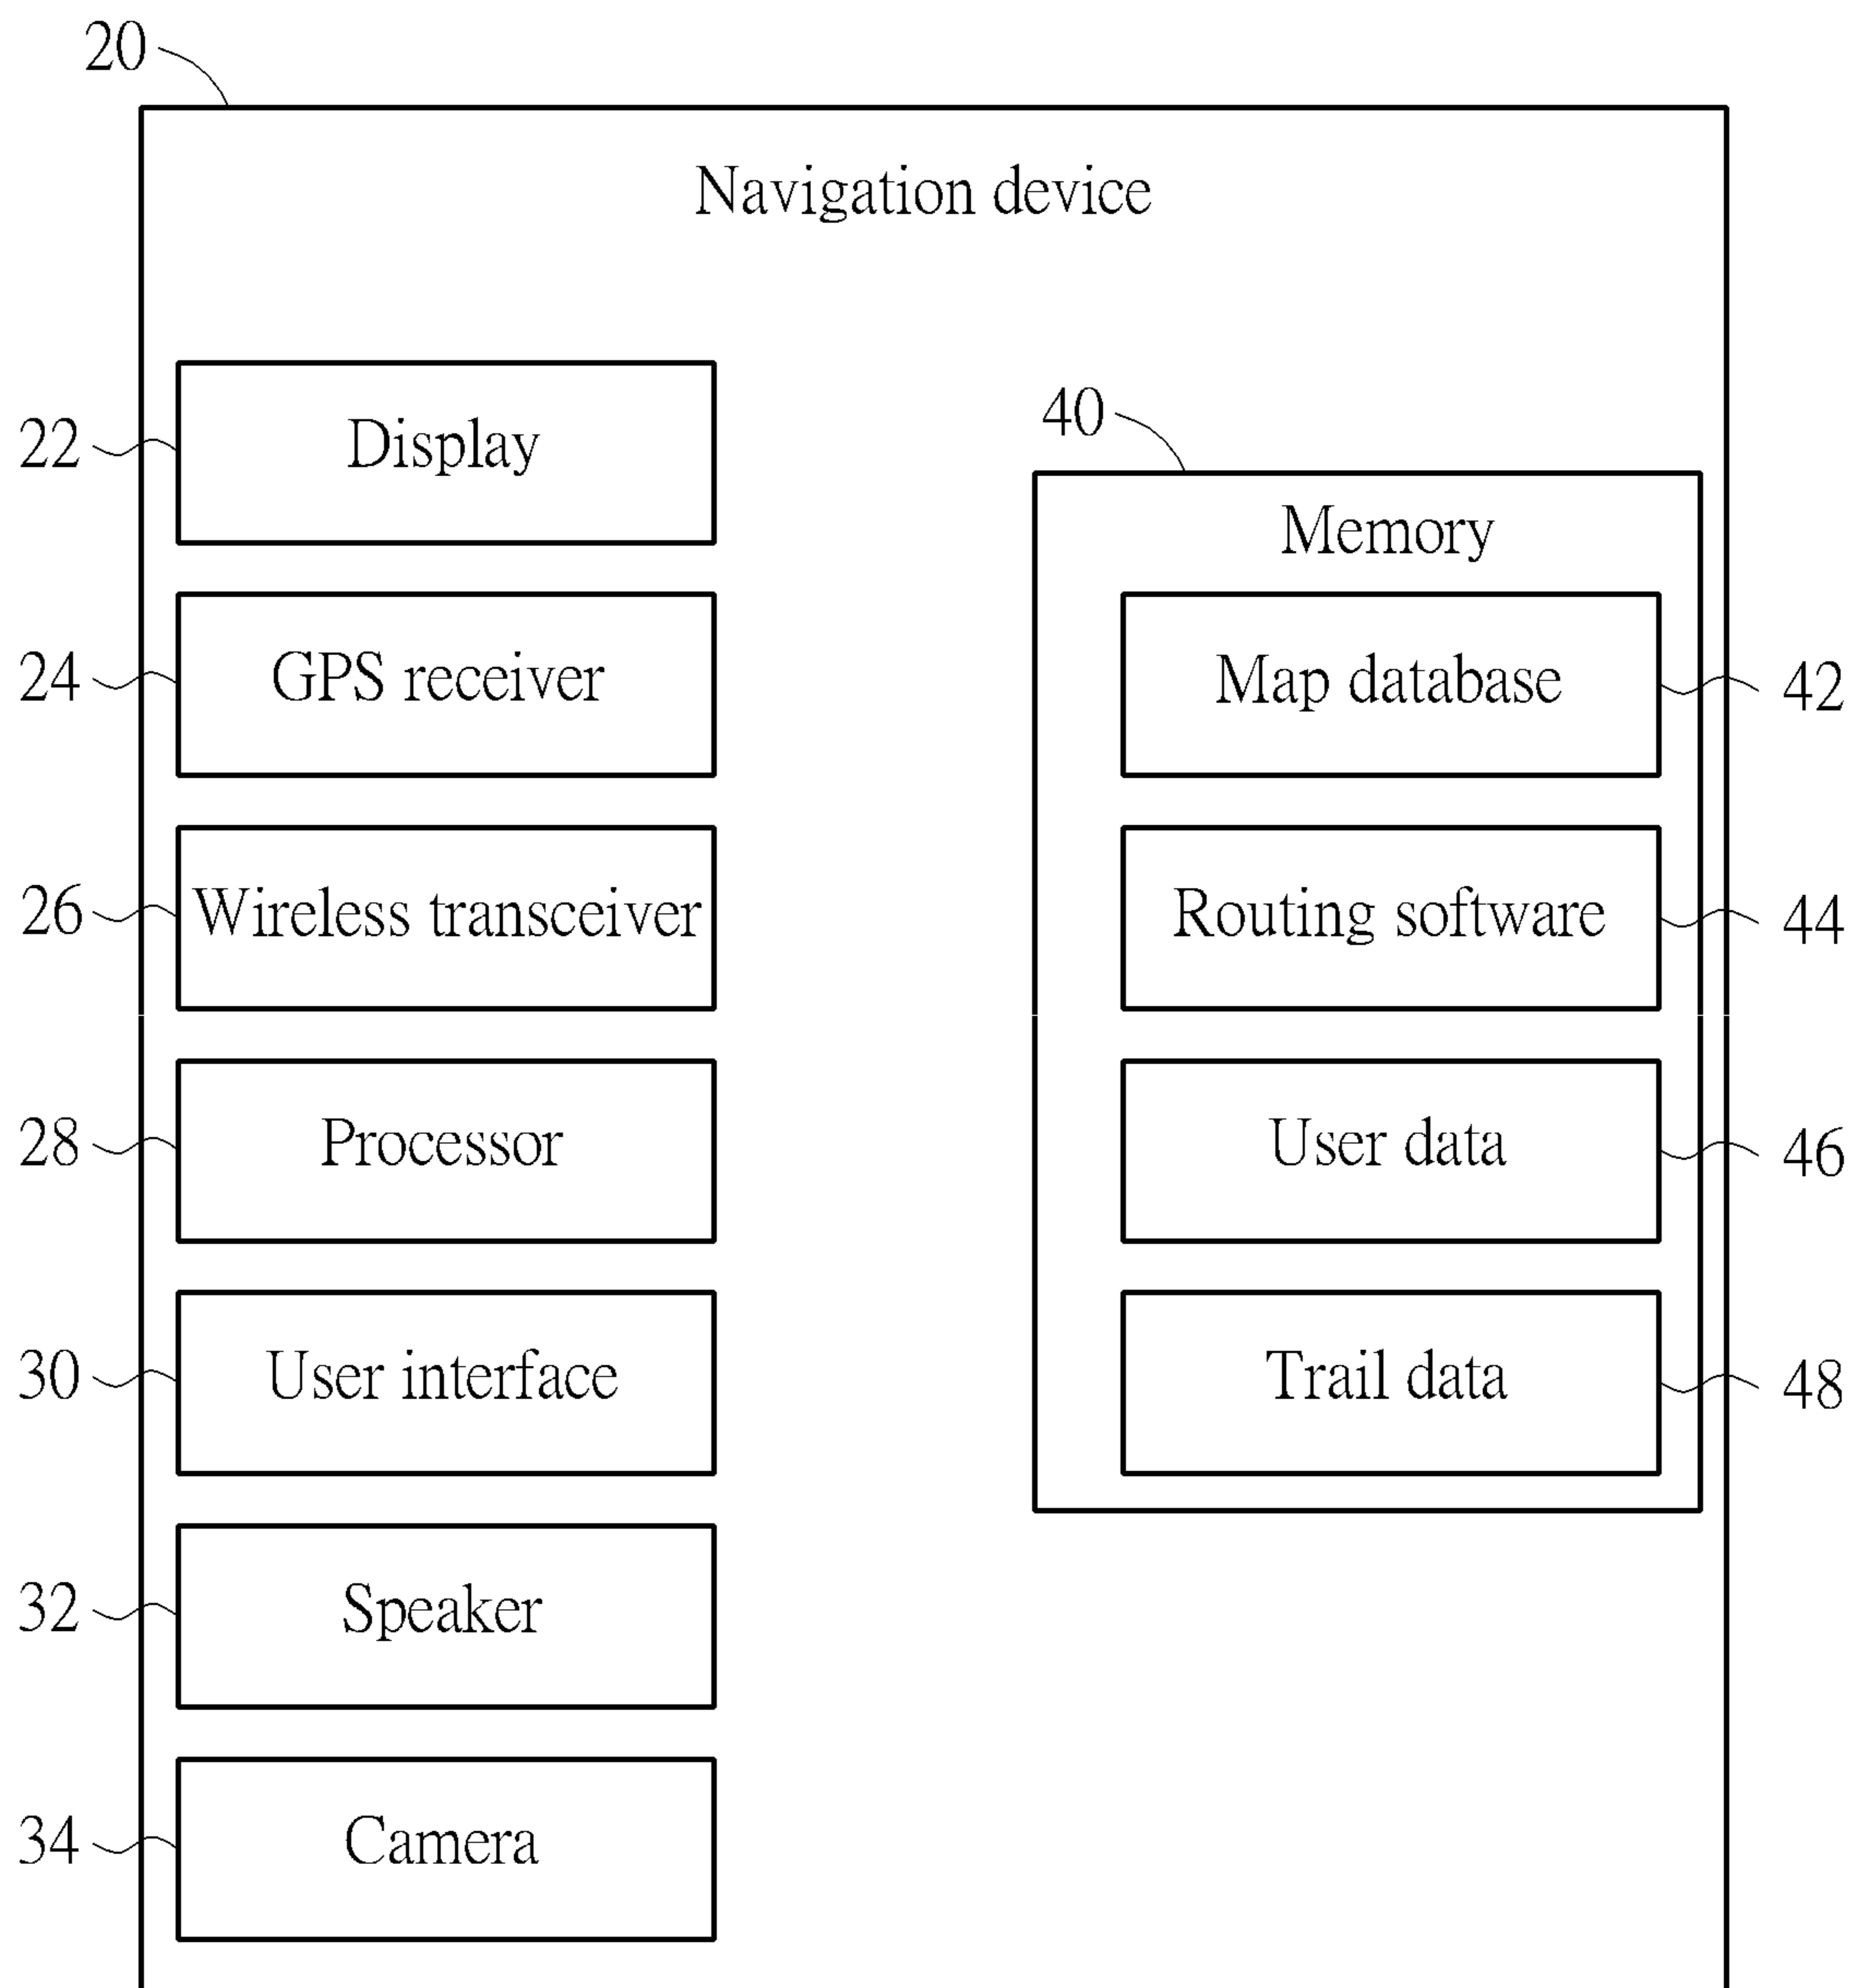 20
Navigation device
22
Display
24
GPS receiver
26
Wireless transceiver
28
Processor
30
User interface
32
Speaker
34
Camera
40
Memory
Map database
42
Routing software
44
User data
46
Trail data
48